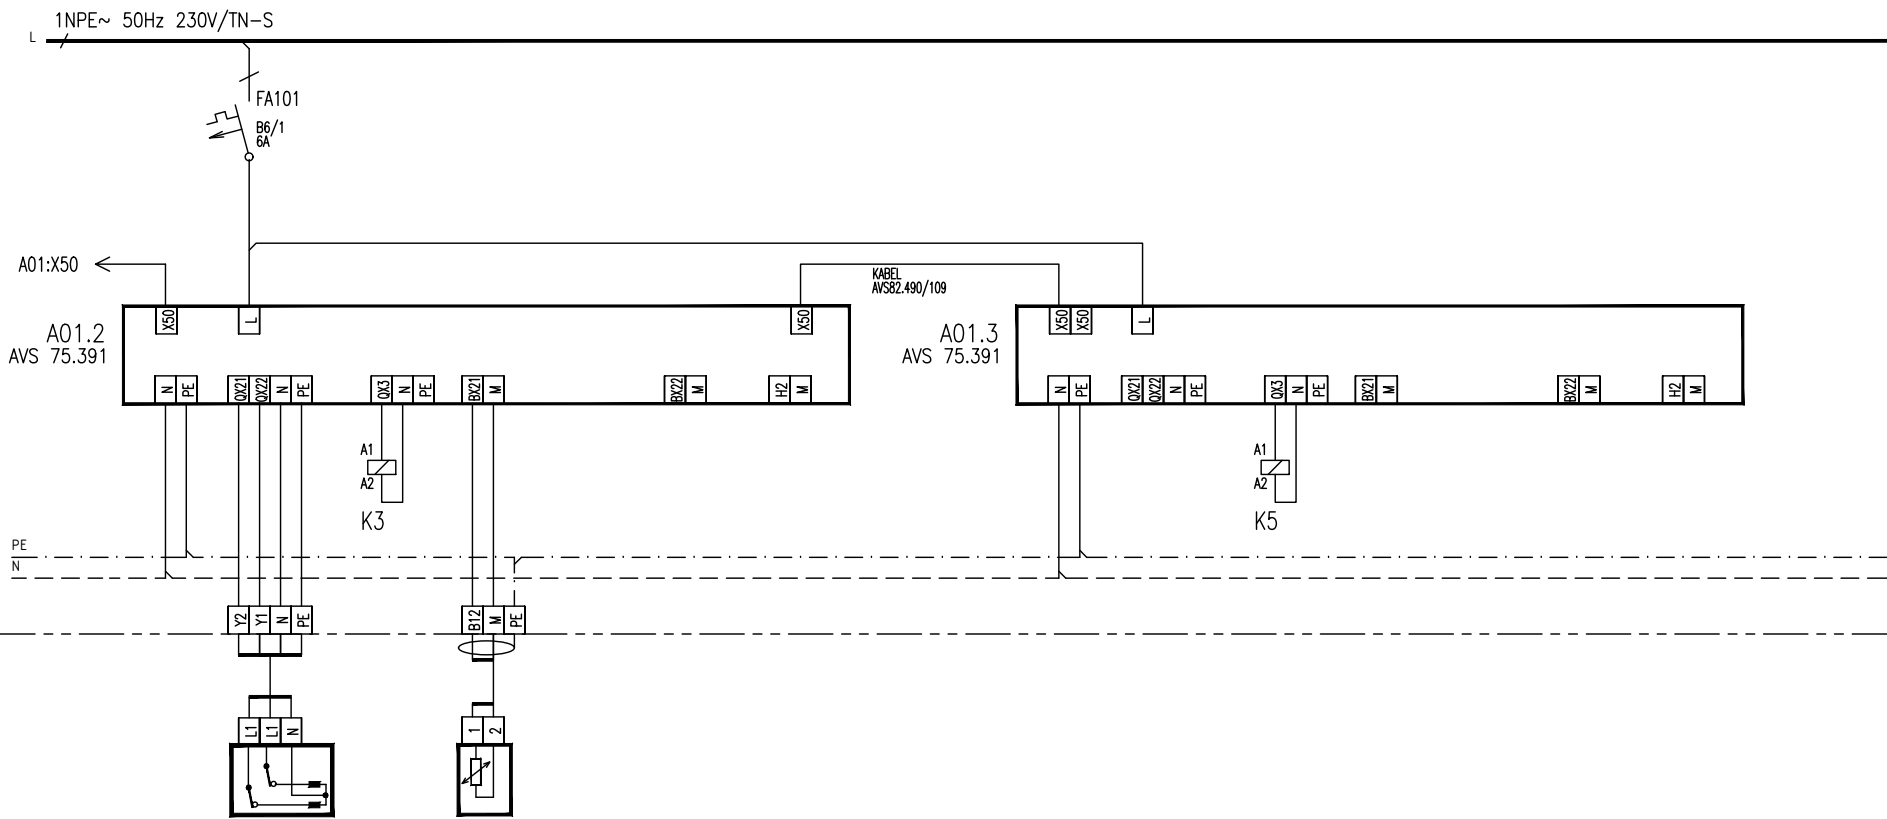 1NPE~ 50Hz 230V/TN-S
L
FA101
B6/1
6A
A01:X50
KABEL
AVS82.490/109
X50 L X50 X50 X50 L
A01.2
AVS 75.391
A01.3
AVS 75.391
N PE QX21 QX22 N PE QX3 N PE BX21 M BX22 M H2 M
N PE QX21 QX22 N PE QX3 N PE BX21 M BX22 M H2 M
A1 A1
A2 A2
K3 K5
PE
N
Y2 Y1 N PE B12 M PE
L1 L1 N 1 2